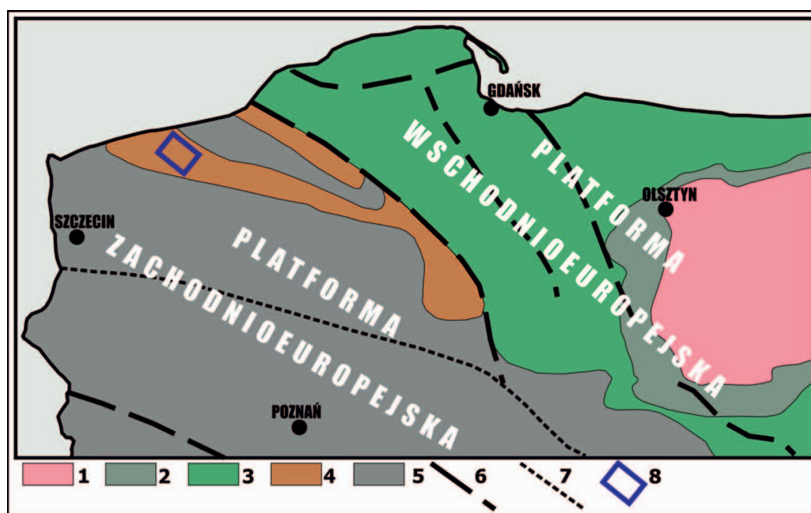 GDAŃSK
PLATFORMA
WSCHODNIOEUROPEJSKA
OLSZTYN
SZCZECIN
PLATFORMA
ZACHODNIOEUROPEJSKA
POZNAŃ
1 2 3 4 5 6 7 8